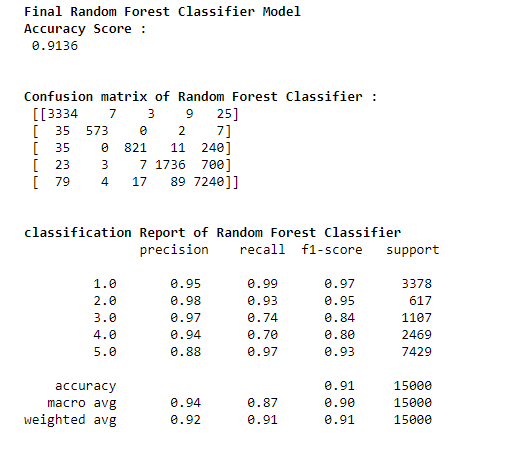 Final Random Forest Classifier Model
Accuracy Score :
0.9136
Confusion matrix of Random Forest Classifier :
[[3334 7 3 9 25]
[ 35 573 0 2 7]
[ 35 0 821 11 240]
[ 23 3 7 1736 700]
[ 79 4 17 89 7240]]
classification Report of Random Forest Classifier
precision recall f1-score support
1.0 0.95 0.99 0.97 3378
2.0 0.98 0.93 0.95 617
3.0 0.97 0.74 0.84 1107
4.0 0.94 0.70 0.80 2469
5.0 0.88 0.97 0.93 7429
accuracy 0.91 15000
macro avg 0.94 0.87 0.90 15000
weighted avg 0.92 0.91 0.91 15000